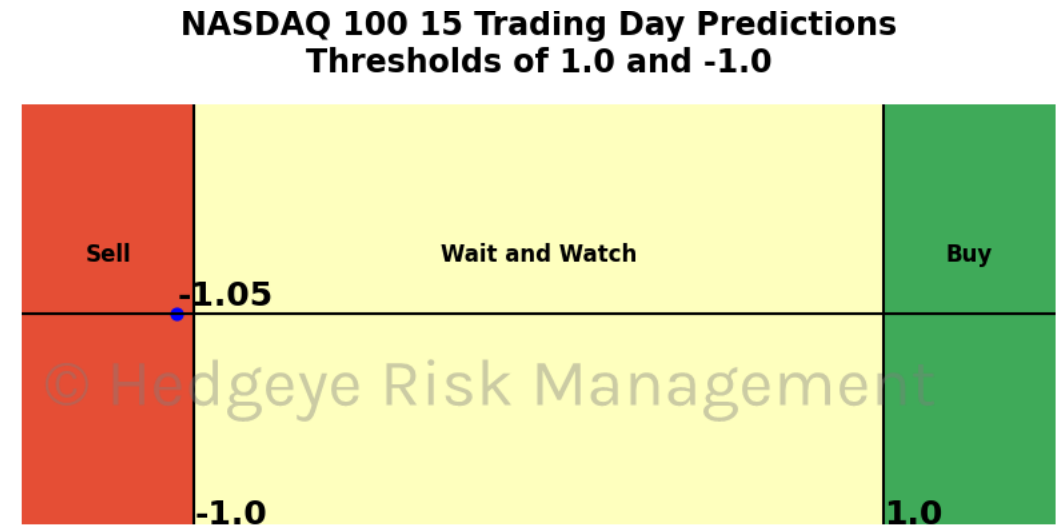 NASDAQ 100 15 Trading Day Predictions
Thresholds of 1.0 and -1.0
Sell
Wait and Watch
Buy
-1.05
© Hedgeye Risk Management
-1.0
1.0